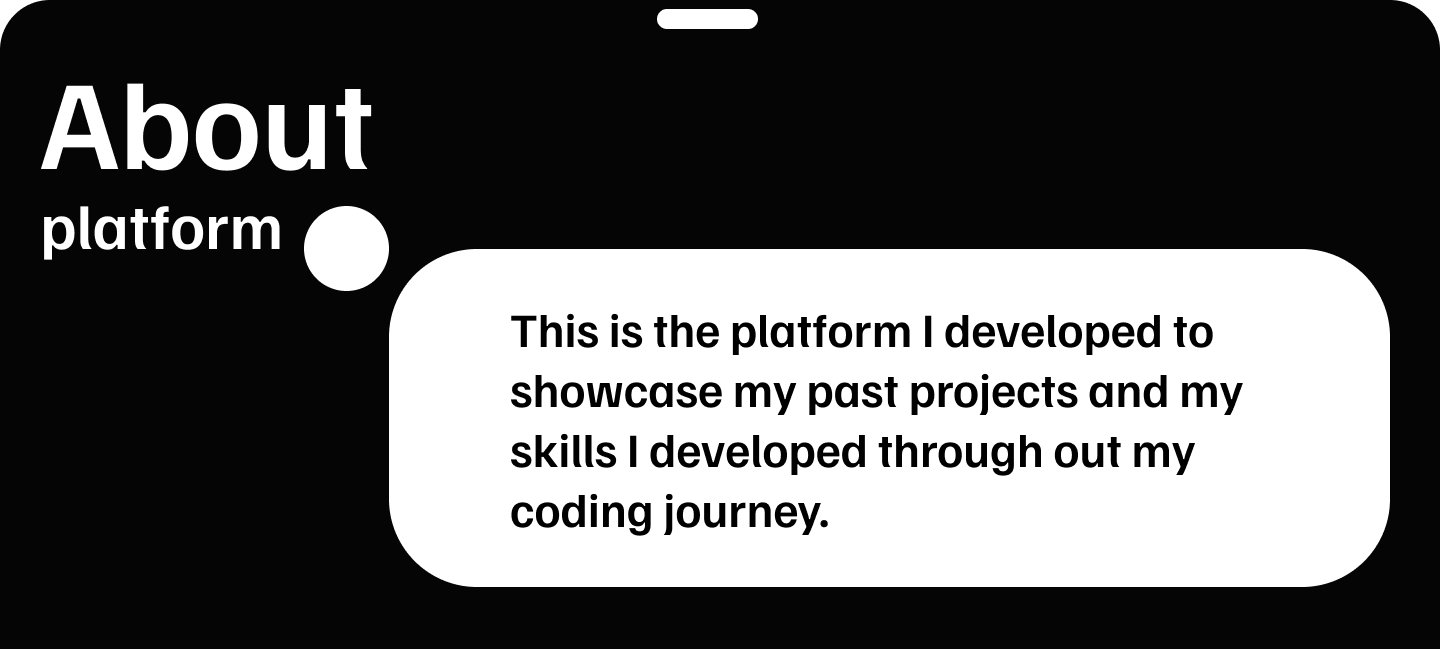 About
platform
This is the platform I developed to
showcase my past projects and my
skills I developed through out my
coding journey.